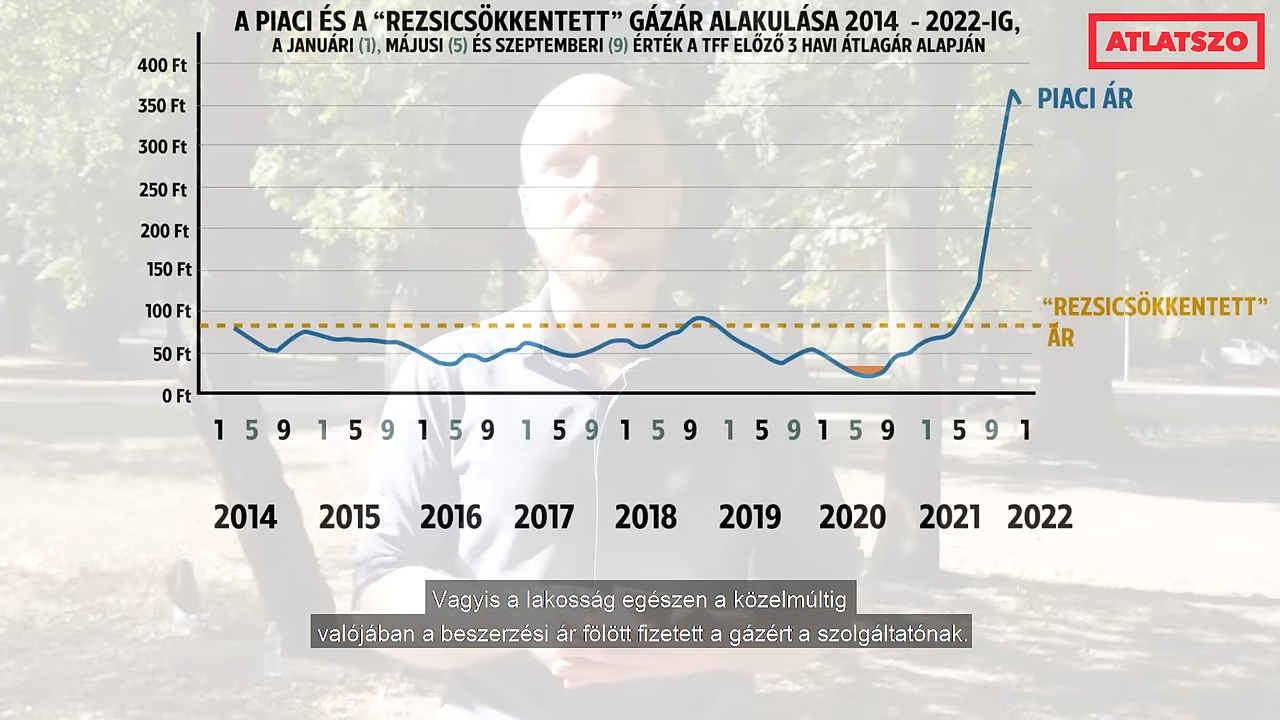 A PIACI ÉS A “REZSICSÖKKENTETT” GÁZÁR ALAKULÁSA 2014 - 2022-IG,
A JANUÁRI (1), MÁJUSI (5) ÉS SZEPTEMBERI (9) ÉRTÉK A TFF ELŐZŐ 3 HAVI ÁTLAGÁR ALAPJÁN
ATLATSZO
400 Ft
350 Ft
300 Ft
250 Ft
200 Ft
150 Ft
100 Ft
50 Ft
0 Ft
PIACI ÁR
“REZSICSÖKKENTETT”
ÁR
1 5 9 1 5 9 1 5 9 1 5 9 1 5 9 1 5 9 1 5 9 1 5 9 1
2014 2015 2016 2017 2018 2019 2020 2021 2022
Vagyis a lakosság egészen a közelmúltig
valójában a beszerzési ár fölött fizetett a gázért a szolgáltatónak.